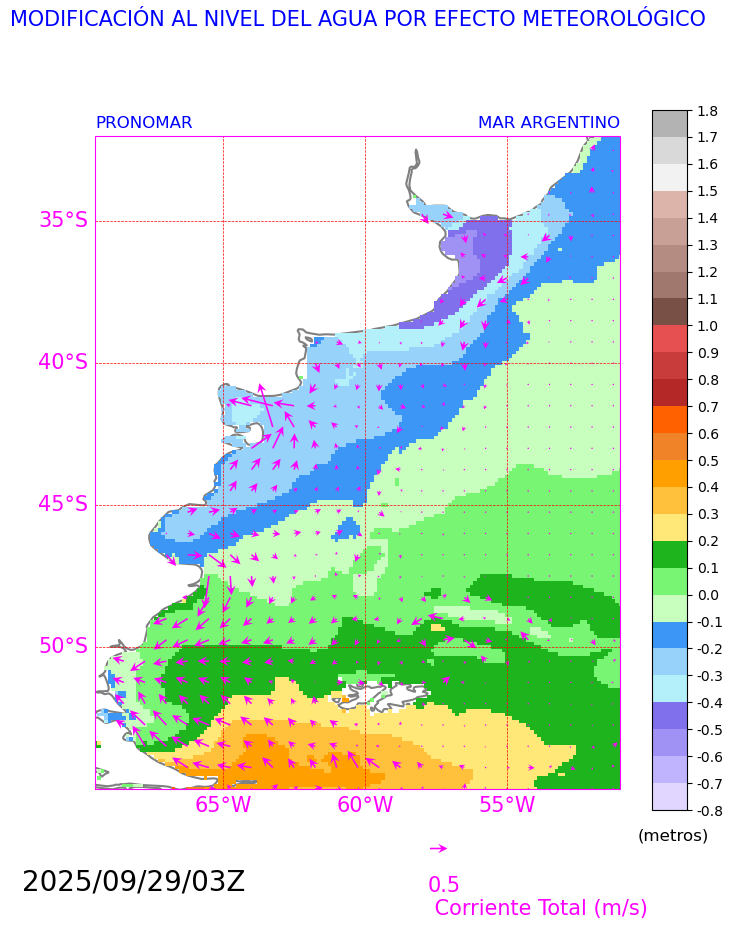 MODIFICACIÓN AL NIVEL DEL AGUA POR EFECTO METEOROLÓGICO
PRONOMAR
MAR ARGENTINO
35°S
40°S
45°S
50°S
65°W
60°W
55°W
1.8
1.7
1.6
1.5
1.4
1.3
1.2
1.1
1.0
0.9
0.8
0.7
0.6
0.5
0.4
0.3
0.2
0.1
0.0
-0.1
-0.2
-0.3
-0.4
-0.5
-0.6
-0.7
-0.8
(metros)
2025/09/29/03Z
0.5
Corriente Total (m/s)